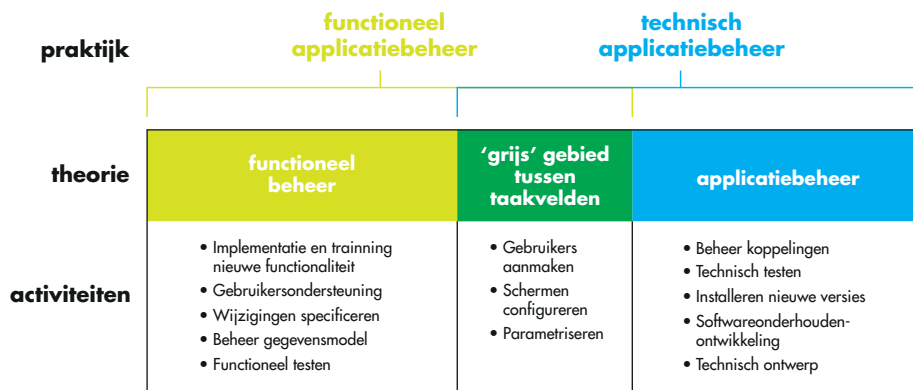 praktijk
functioneel
applicatiebeheer
technisch
applicatiebeheer
theorie
functioneel
beheer
‘grijs’ gebied
tussen
taakvelden
applicatiebeheer
activiteiten
• Implementatie en trainning
nieuwe functionaliteit
• Gebruikersondersteuning
• Wijzigingen specificeren
• Beheer gegevensmodel
• Functioneel testen
• Gebruikers
aanmaken
• Schermen
configureren
• Parametriseren
• Beheer koppelingen
• Technisch testen
• Installeren nieuwe versies
• Softwareonderhouden-
ontwikkeling
• Technisch ontwerp